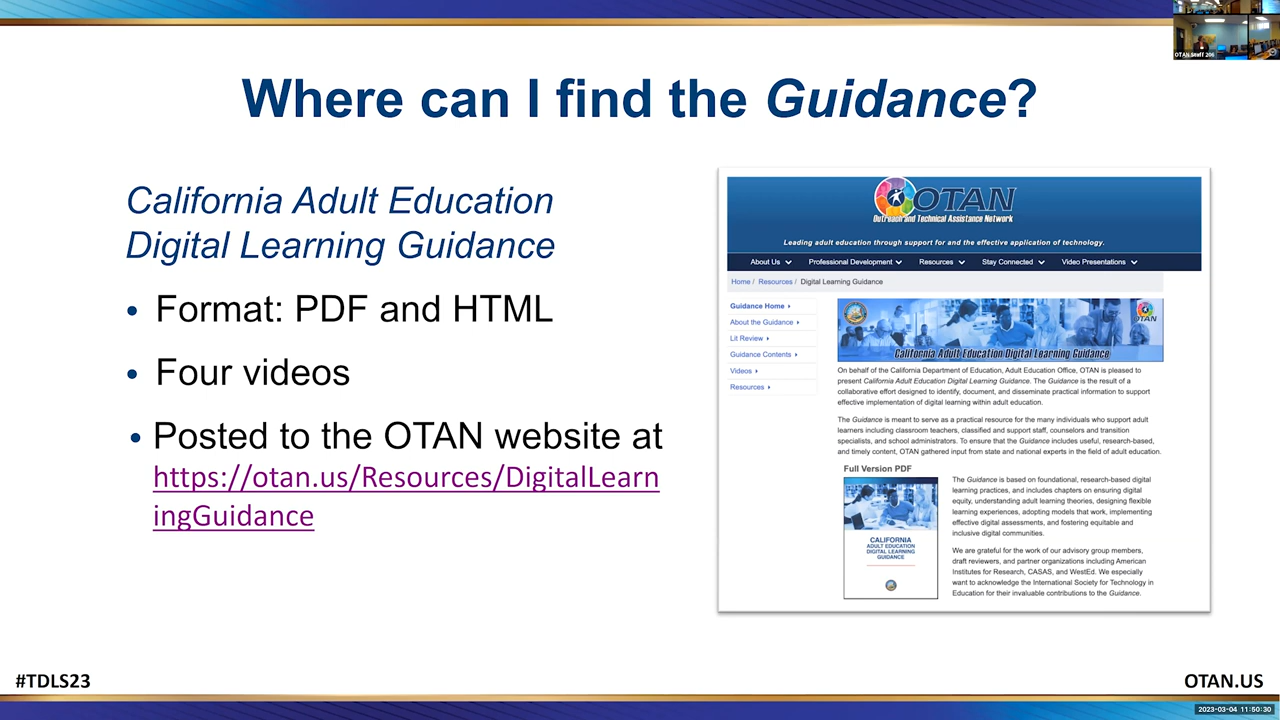 OTAN Staff 206
Where can I find the Guidance?
California Adult Education
Digital Learning Guidance
• Format: PDF and HTML
• Four videos
• Posted to the OTAN website at
https://otan.us/Resources/DigitalLearn
ingGuidance
OTAN
Outreach and Technical Assistance Network
Leading adult education through support for and the effective application of technology.
About Us Professional Development Resources Stay Connected Video Presentations
Home / Resources / Digital Learning Guidance
Guidance Home
About the Guidance
Lit Review
Guidance Contents
Videos
Resources
OTAN
California Adult Education Digital Learning Guidance
On behalf of the California Department of Education, Adult Education Office, OTAN is pleased to
present California Adult Education Digital Learning Guidance. The Guidance is the result of a
collaborative effort designed to identify, document, and disseminate practical information to support
effective implementation of digital learning within adult education.
The Guidance is meant to serve as a practical resource for the many individuals who support adult
learners including classroom teachers, classified and support staff, counselors and transition
specialists, and school administrators. To ensure that the Guidance includes useful, research-based,
and timely content, OTAN gathered input from state and national experts in the field of adult education.
Full Version PDF
CALIFORNIA
ADULT EDUCATION
DIGITAL LEARNING
GUIDANCE
The Guidance is based on foundational, research-based digital
learning practices, and includes chapters on ensuring digital
equity, understanding adult learning theories, designing flexible
learning experiences, adopting models that work, implementing
effective digital assessments, and fostering equitable and
inclusive digital communities.
We are grateful for the work of our advisory group members,
draft reviewers, and partner organizations including American
Institutes for Research, CASAS, and WestEd. We especially
want to acknowledge the International Society for Technology in
Education for their invaluable contributions to the Guidance.
#TDLS23
OTAN.US
2023-03-04 11:50:30